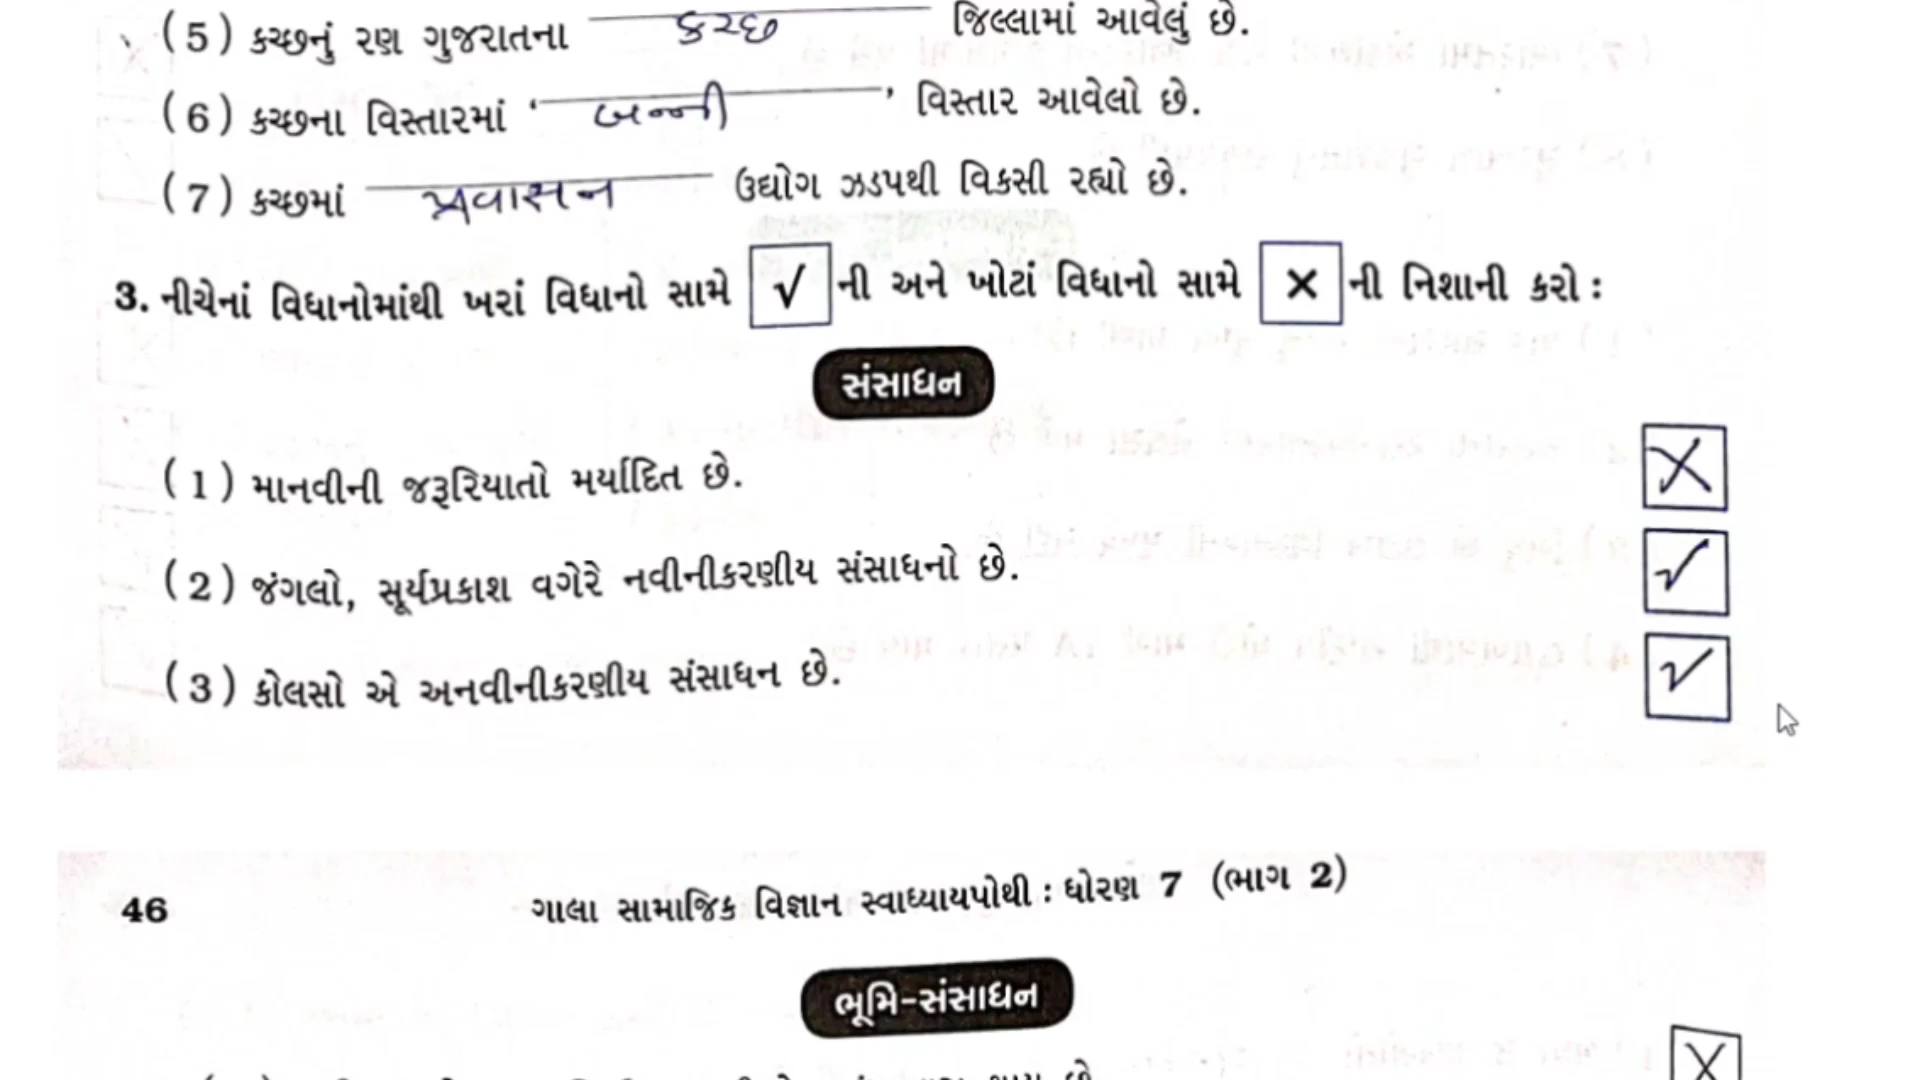 (5) કચ્છનું રણ ગુજરાતના કચ્છ જિલ્લામાં આવેલું છે.
(6) કચ્છના વિસ્તારમાં ‘ બન્ની ’ વિસ્તાર આવેલો છે.
(7) કચ્છમાં પ્રવાસન ઉદ્યોગ ઝડપથી વિકસી રહ્યો છે.
3. નીચેનાં વિધાનોમાંથી ખરાં વિધાનો સામે √ ની અને ખોટાં વિધાનો સામે × ની નિશાની કરો :
સંસાધન
(1) માનવીની જરૂરિયાતો મર્યાદિત છે. ×
(2) જંગલો, સૂર્યપ્રકાશ વગેરે નવીનીકરણીય સંસાધનો છે. √
(3) કોલસો એ અનવીનીકરણીય સંસાધન છે. √
46 ગાલા સામાજિક વિજ્ઞાન સ્વાધ્યાયપોથી : ધોરણ 7 (ભાગ 2)
ભૂમિ-સંસાધન
×